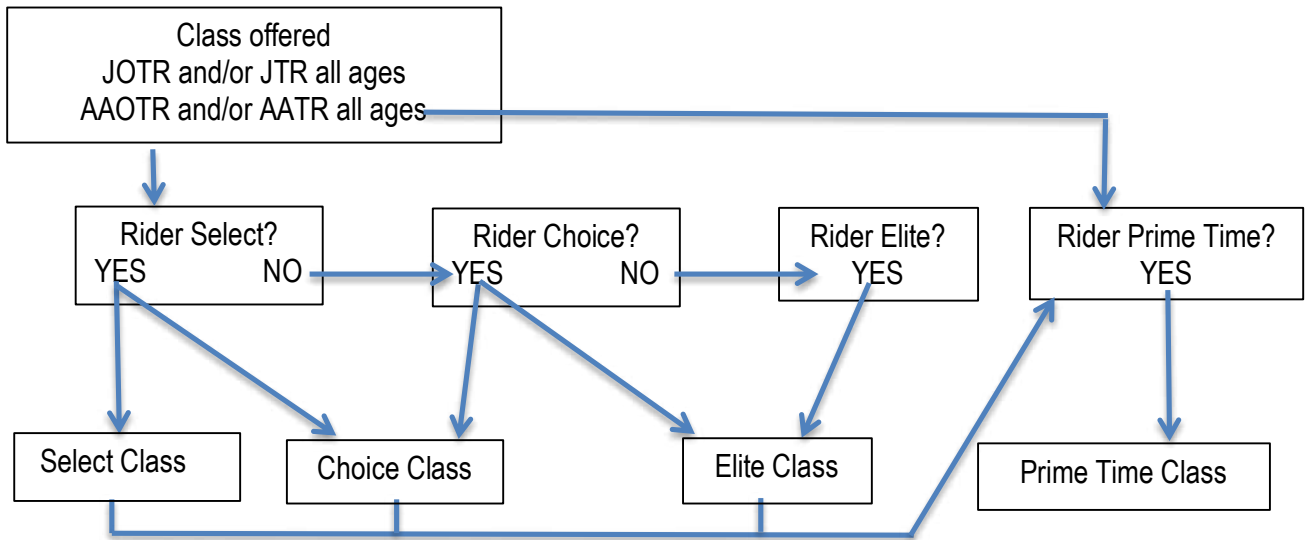 Class offered
JOTR and/or JTR all ages
AAOTR and/or AATR all ages
Rider Select?
YES NO
Rider Choice?
YES NO
Rider Elite?
YES
Rider Prime Time?
YES
Select Class
Choice Class
Elite Class
Prime Time Class